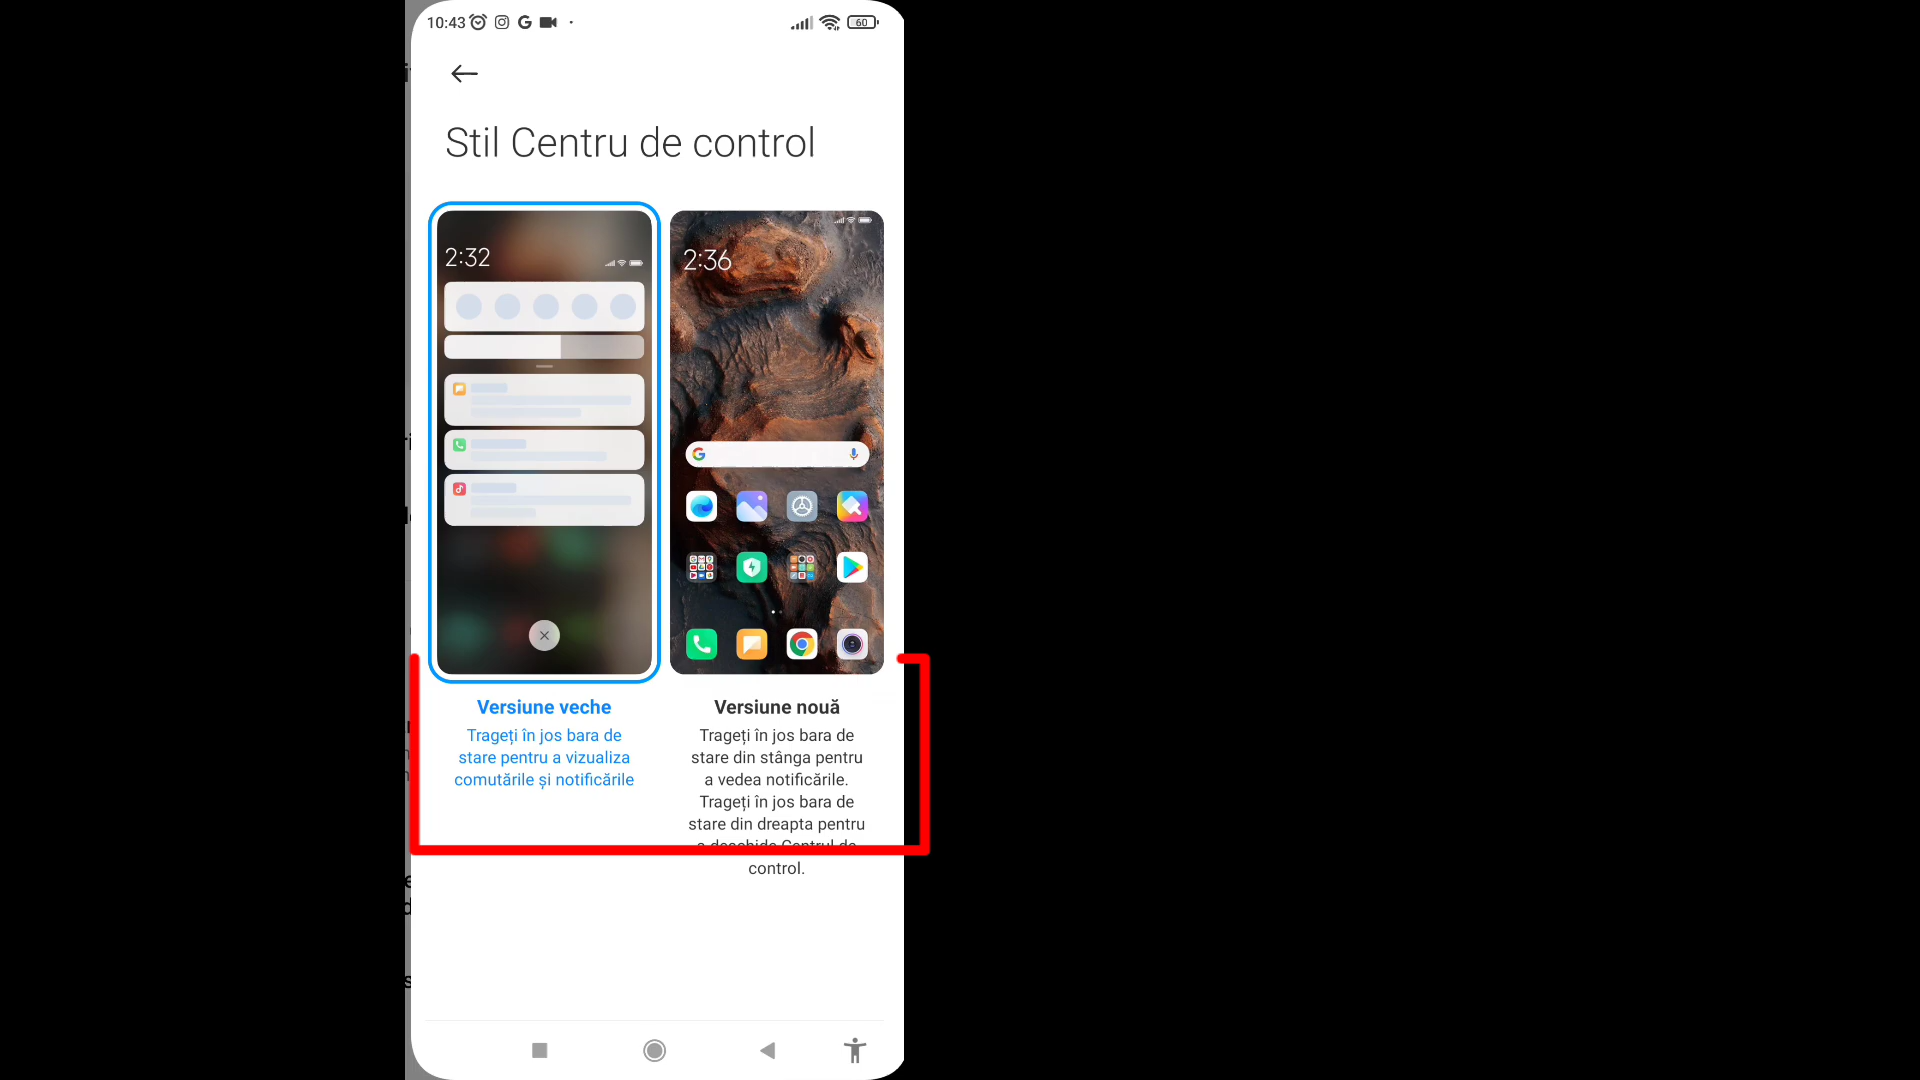 10:43
60
Stil Centru de control
2:32
2:36
Versiune veche
Trageți în jos bara de
stare pentru a vizualiza
comutările și notificările
Versiune nouă
Trageți în jos bara de
stare din stânga pentru
a vedea notificările.
Trageți în jos bara de
stare din dreapta pentru
a deschide Centrul de
control.